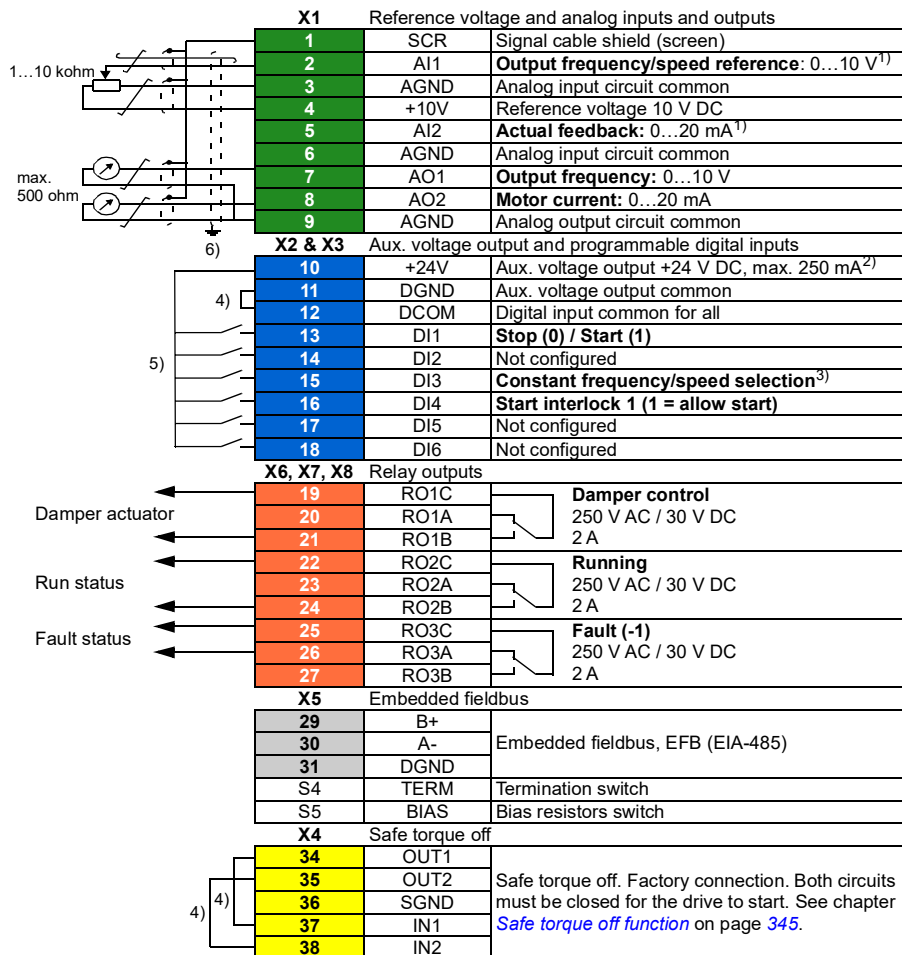 X1 Reference voltage and analog inputs and outputs
1 SCR Signal cable shield (screen)
2 AI1 Output frequency/speed reference: 0…10 V1)
3 AGND Analog input circuit common
4 +10V Reference voltage 10 V DC
5 AI2 Actual feedback: 0…20 mA1)
6 AGND Analog input circuit common
7 AO1 Output frequency: 0…10 V
8 AO2 Motor current: 0…20 mA
9 AGND Analog output circuit common
1…10 kohm
max.
500 ohm
6)
X2 & X3 Aux. voltage output and programmable digital inputs
10 +24V Aux. voltage output +24 V DC, max. 250 mA2)
11 DGND Aux. voltage output common
12 DCOM Digital input common for all
13 DI1 Stop (0) / Start (1)
14 DI2 Not configured
15 DI3 Constant frequency/speed selection3)
16 DI4 Start interlock 1 (1 = allow start)
17 DI5 Not configured
18 DI6 Not configured
4)
5)
X6, X7, X8 Relay outputs
19 RO1C Damper control
20 RO1A 250 V AC / 30 V DC
21 RO1B 2 A
Damper actuator
22 RO2C Running
23 RO2A 250 V AC / 30 V DC
24 RO2B 2 A
Run status
25 RO3C Fault (-1)
26 RO3A 250 V AC / 30 V DC
27 RO3B 2 A
Fault status
X5 Embedded fieldbus
29 B+
30 A- Embedded fieldbus, EFB (EIA-485)
31 DGND
S4 TERM Termination switch
S5 BIAS Bias resistors switch
X4 Safe torque off
34 OUT1
35 OUT2 Safe torque off. Factory connection. Both circuits
36 SGND must be closed for the drive to start. See chapter
37 IN1 Safe torque off function on page 345.
38 IN2
4)
4)